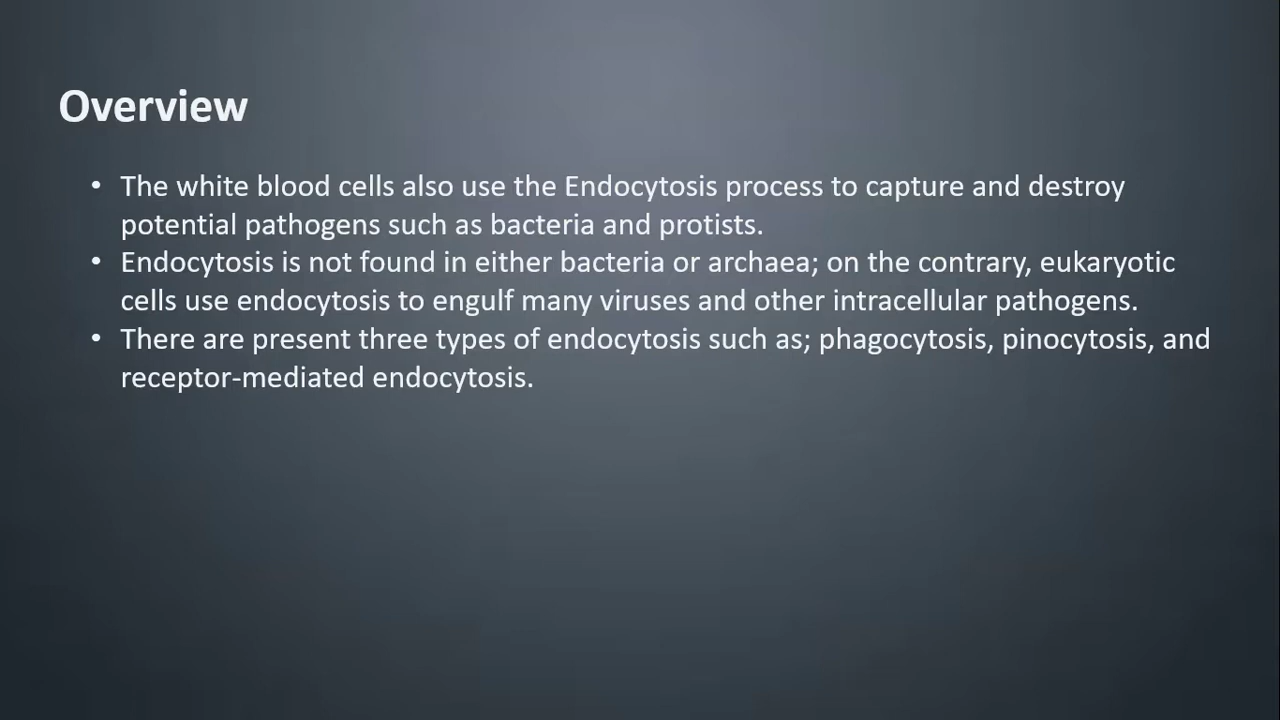 Overview
• The white blood cells also use the Endocytosis process to capture and destroy
potential pathogens such as bacteria and protists.
• Endocytosis is not found in either bacteria or archaea; on the contrary, eukaryotic
cells use endocytosis to engulf many viruses and other intracellular pathogens.
• There are present three types of endocytosis such as; phagocytosis, pinocytosis, and
receptor-mediated endocytosis.